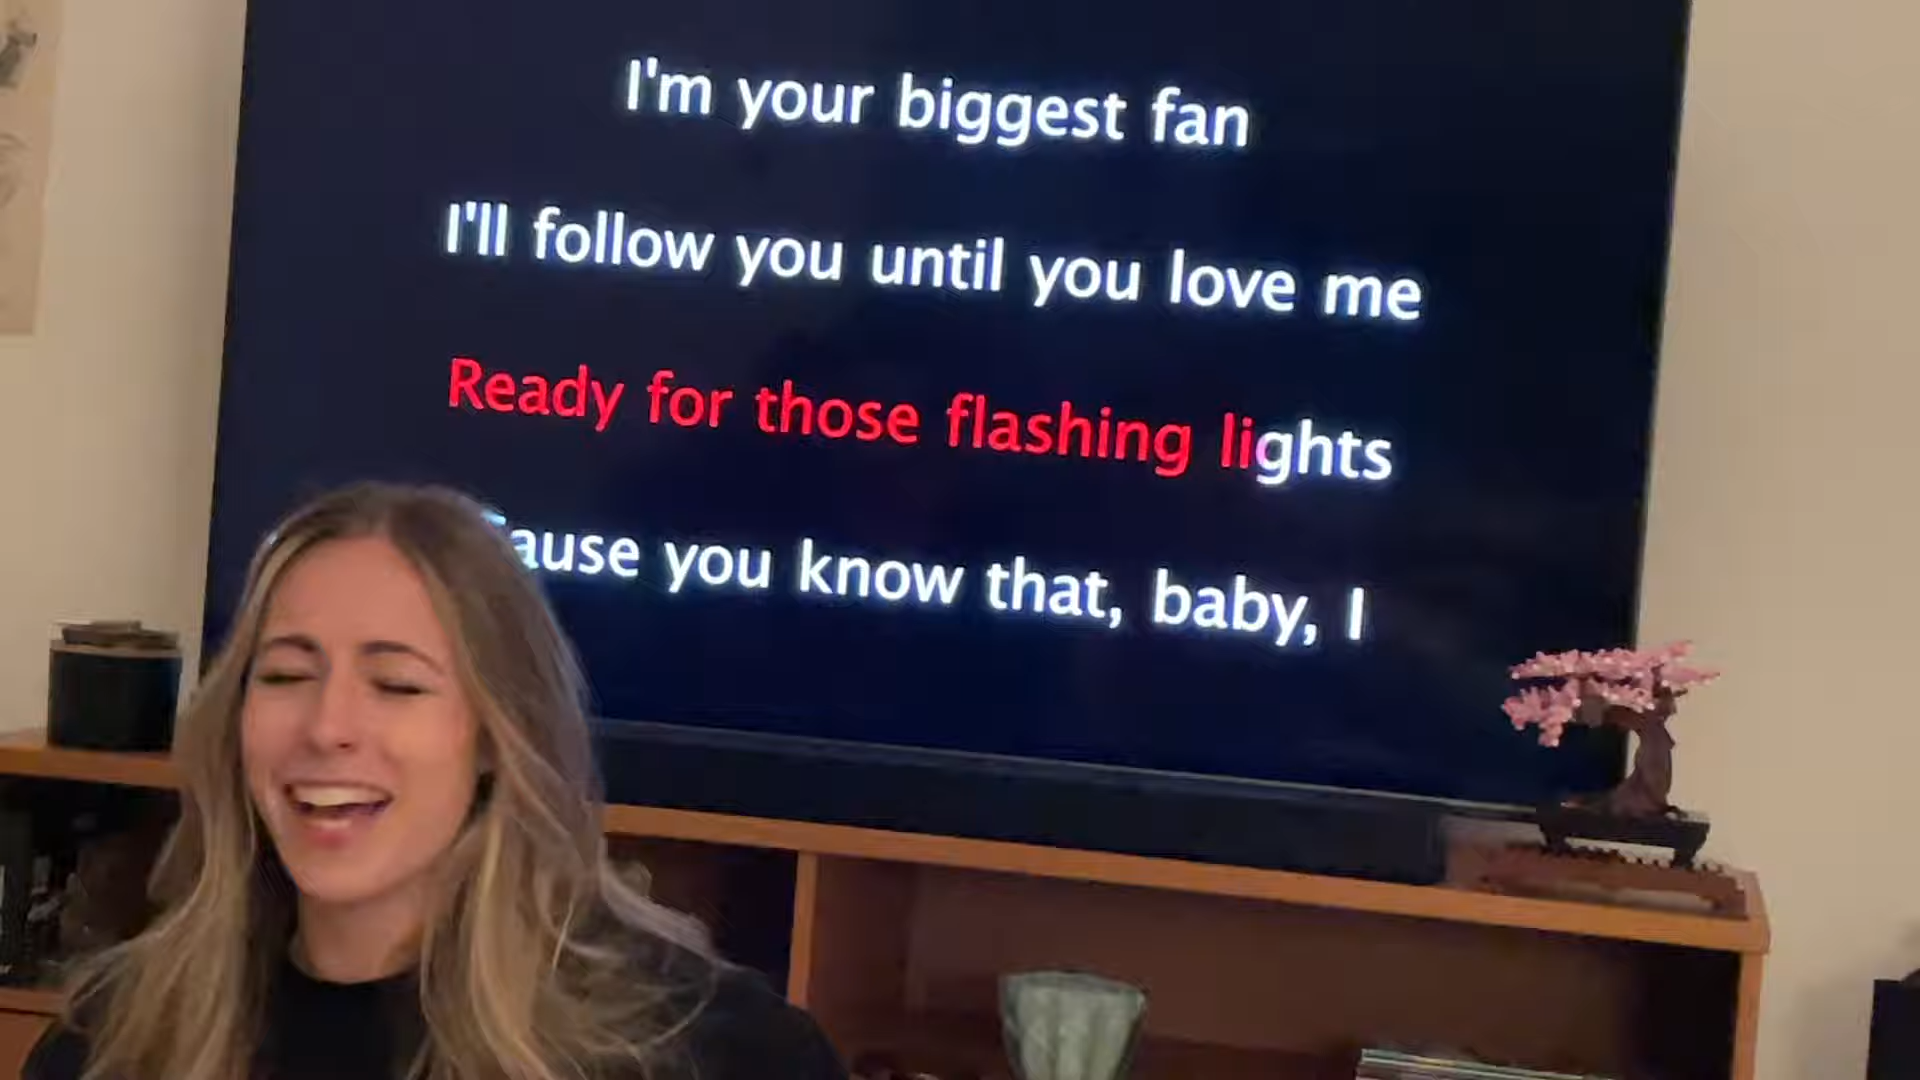 I'm your biggest fan
I'll follow you until you love me
Ready for those flashing lights
'Cause you know that, baby, I